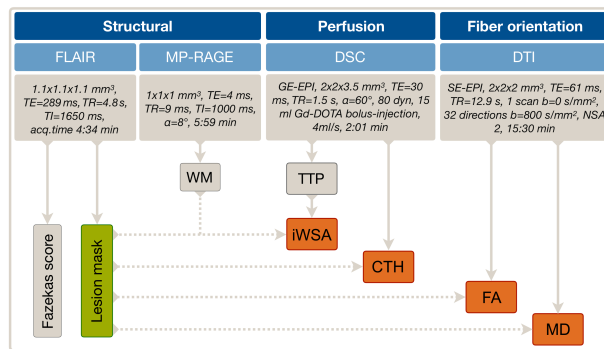 Structural
Perfusion
Fiber orientation
FLAIR
MP-RAGE
DSC
DTI
1.1x1.1x1.1 mm³,
TE=289 ms, TR=4.8 s,
TI=1650 ms,
acq.time 4:34 min
1x1x1 mm³, TE=4 ms,
TR=9 ms, TI=1000 ms,
α=8°, 5:59 min
GE-EPI, 2x2x3.5 mm³, TE=30
ms, TR=1.5 s, α=60°, 80 dyn, 15
ml Gd-DOTA bolus-injection,
4ml/s, 2:01 min
SE-EPI, 2x2x2 mm³, TE=61 ms,
TR=12.9 s, 1 scan b=0 s/mm²,
32 directions b=800 s/mm², NSA
2, 15:30 min
WM
TTP
Fazekas score
Lesion mask
iWSA
CTH
FA
MD